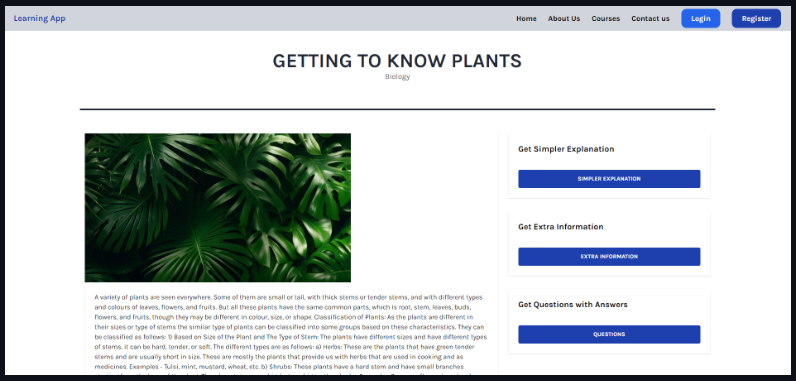 Learning App
Home About Us Courses Contact us Login Register
GETTING TO KNOW PLANTS
Biology
Get Simpler Explanation
SIMPLER EXPLANATION
Get Extra Information
EXTRA INFORMATION
Get Questions with Answers
QUESTIONS
A variety of plants are seen everywhere. Some of them are small or tall, with thick stems or tender stems, and with different types
and colours of leaves, flowers, and fruits. But all these plants have the same common parts, which is root, stem, leaves, buds,
flowers, and fruits, though they may be different in colour, size, or shape. Classification of Plants: As the plants are different in
their sizes or type of stems the similar type of plants can be classified into some groups based on these characteristics. They can
be classified as follows: 1) Based on Size of the Plant and The Type of Stem: The plants have different sizes and have different types
of stems, it can be hard, tender, or soft. The different types are as follows: a) Herbs: These are the plants that have green tender
stems and are usually short in size. These are mostly the plants that provide us with herbs that are used in cooking and as
medicines. Examples - Tulsi, mint, mustard, wheat, etc. b) Shrubs: These plants have a hard stem and have small branches